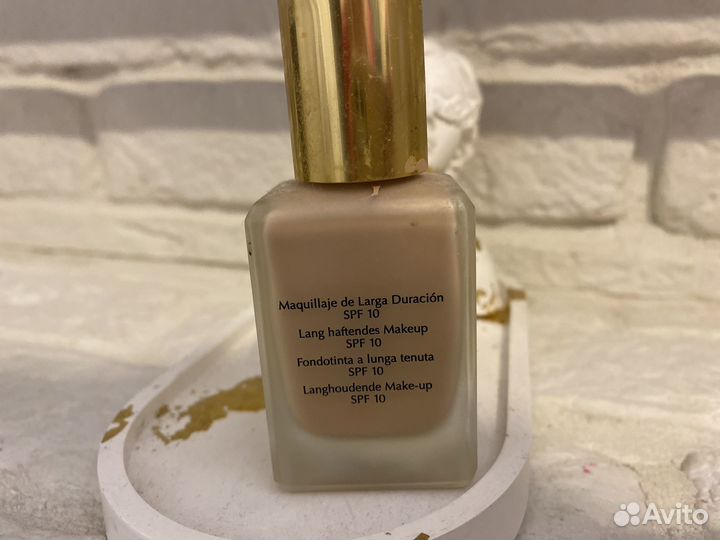 Maquillaje de Larga Duración
SPF 10
Lang haftendes Makeup
SPF 10
Fondotinta a lunga tenuta
SPF 10
Langhoudende Make-up
SPF 10
Avito